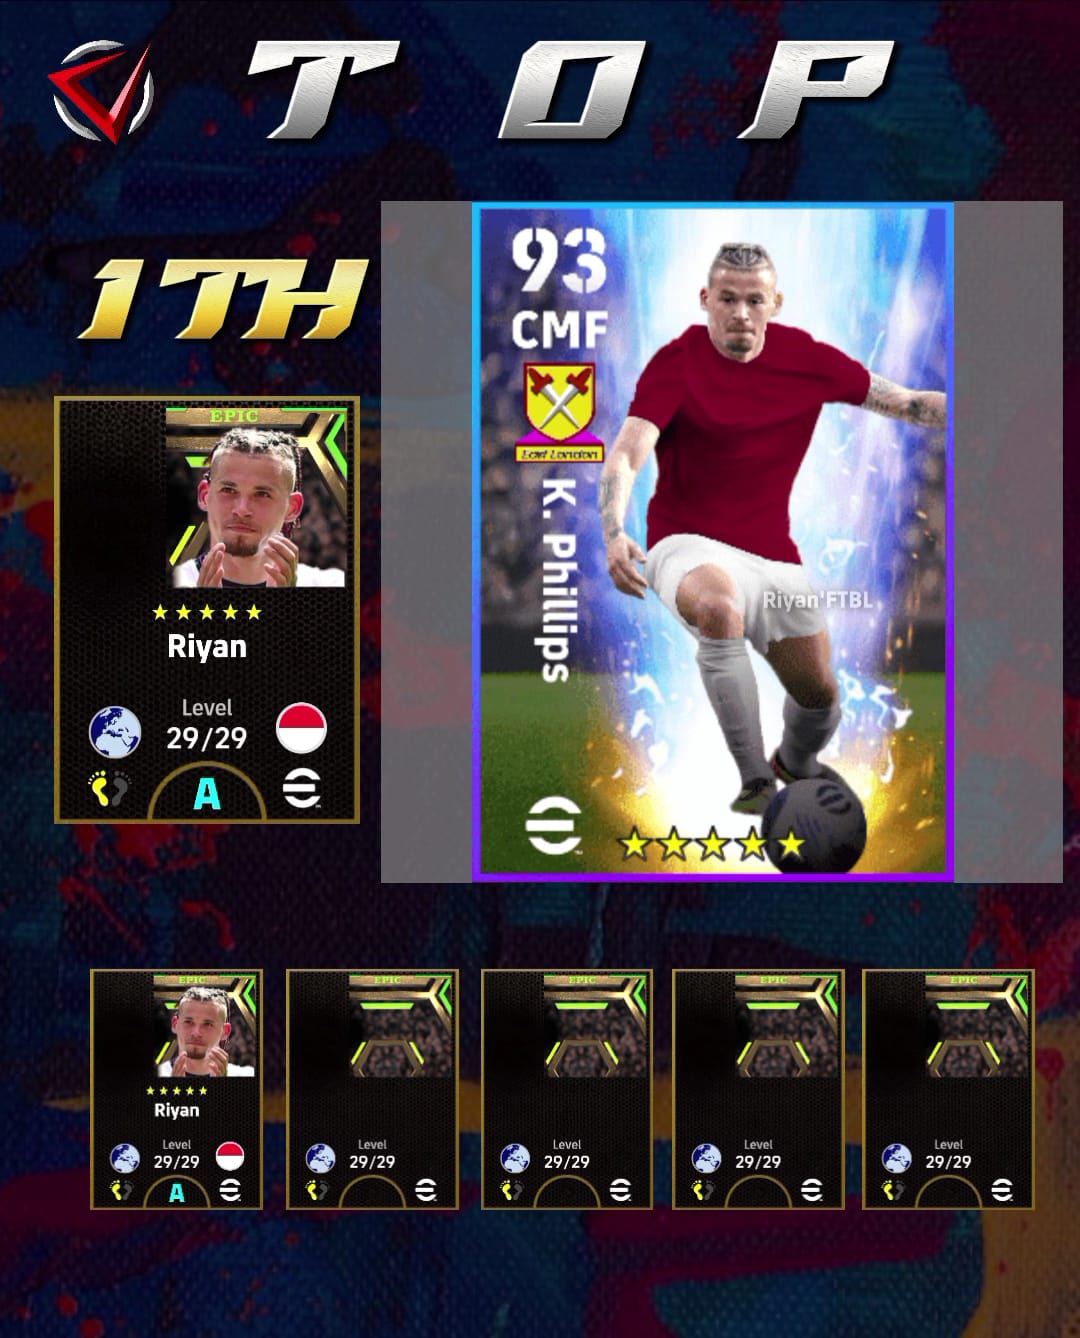 TOP
1TH
93
CMF
East London
K. Phillips
Riyan'FTBL
EPIC
Riyan
Level
29/29
A
EPIC
Riyan
Level
29/29
A
EPIC
Level
29/29
EPIC
Level
29/29
EPIC
Level
29/29
EPIC
Level
29/29